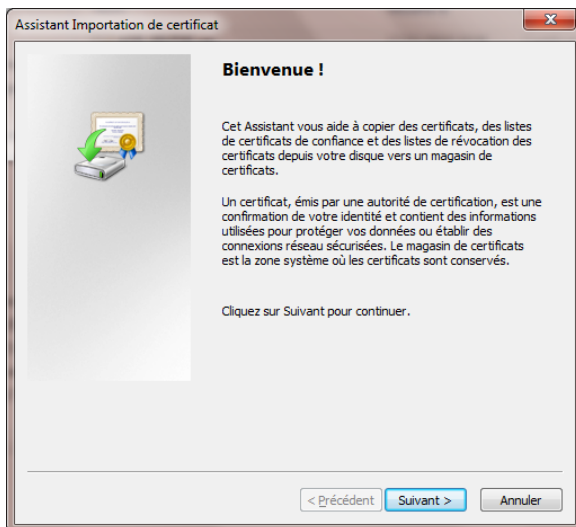 Assistant Importation de certificat
Bienvenue !
Cet Assistant vous aide à copier des certificats, des listes
de certificats de confiance et des listes de révocation des
certificats depuis votre disque vers un magasin de
certificats.
Un certificat, émis par une autorité de certification, est une
confirmation de votre identité et contient des informations
utilisées pour protéger vos données ou établir des
connexions réseau sécurisées. Le magasin de certificats
est la zone système où les certificats sont conservés.
Cliquez sur Suivant pour continuer.
< Précédent Suivant > Annuler